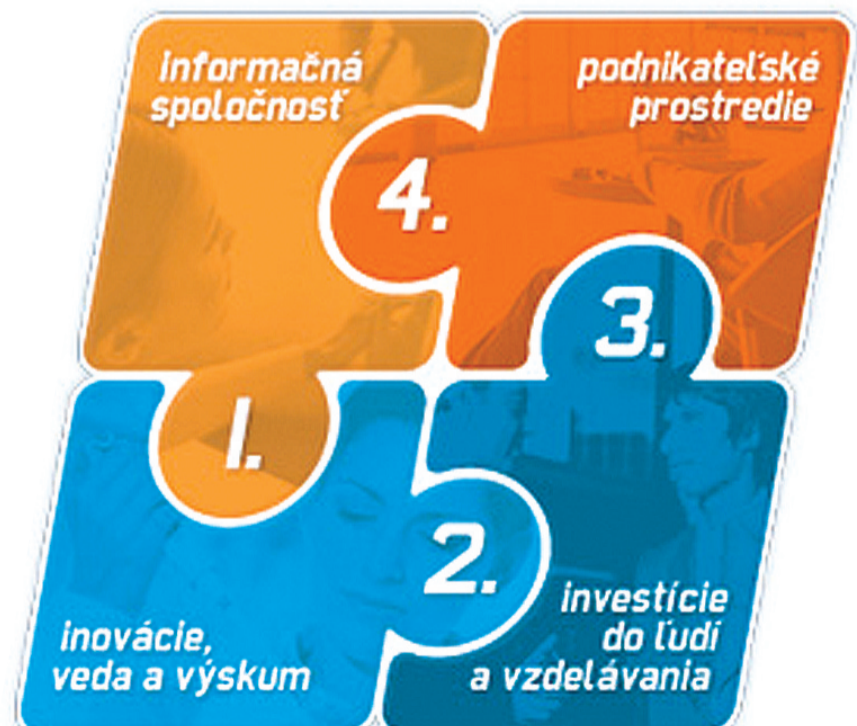 informačná
spoločnosť
podnikateľské
prostredie
4.
3.
1.
2.
inovácie,
veda a výskum
investície
do ľudí
a vzdelávania